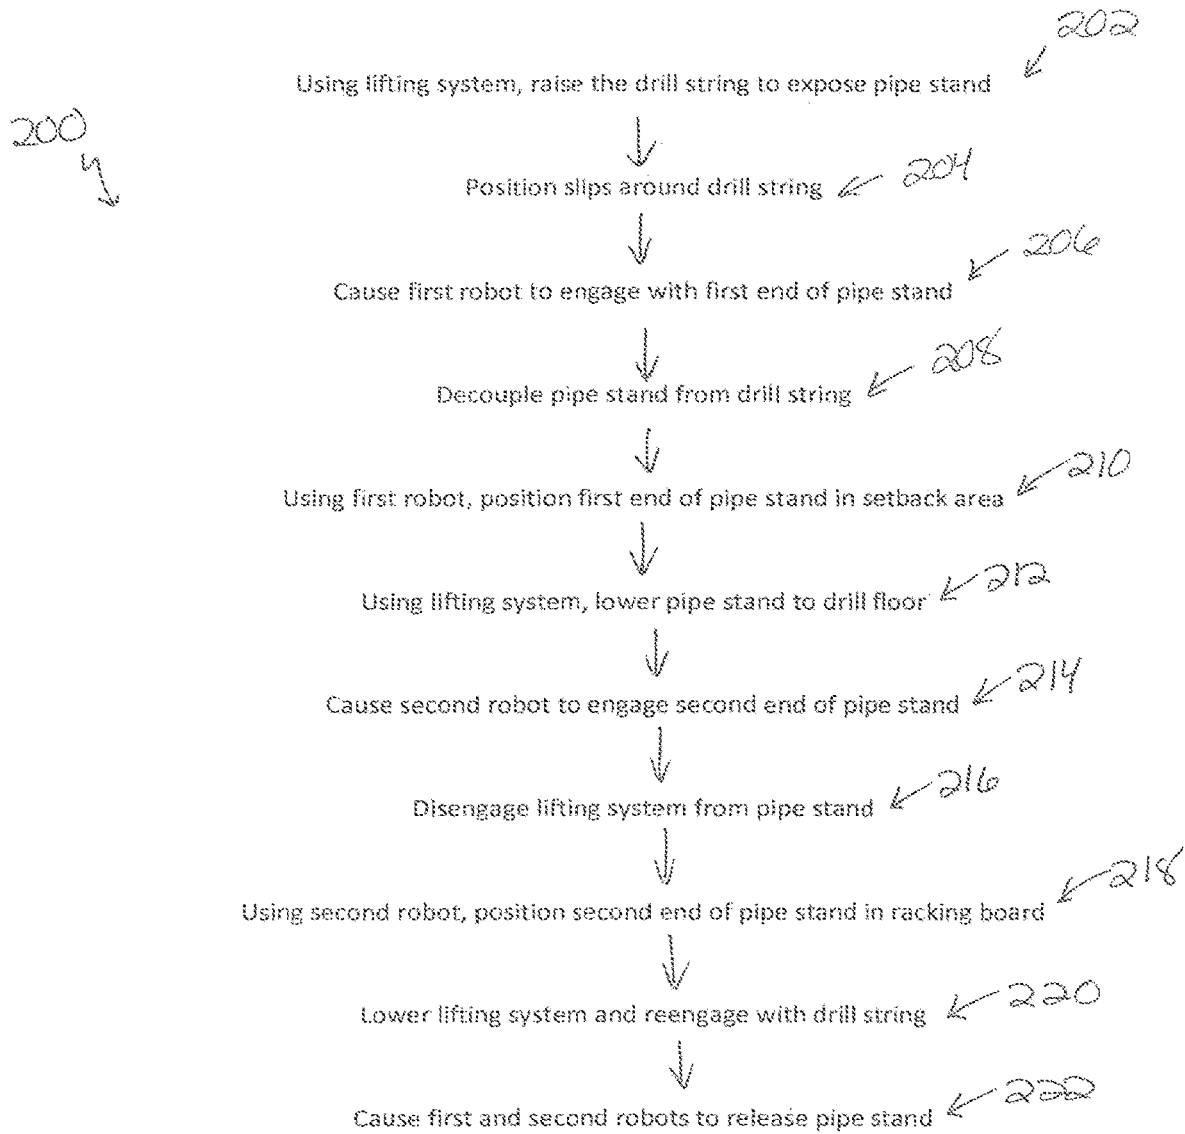 202
Using lifting system, raise the drill string to expose pipe stand
200
204
Position slips around drill string
206
Cause first robot to engage with first end of pipe stand
208
Decouple pipe stand from drill string
210
Using first robot, position first end of pipe stand in setback area
212
Using lifting system, lower pipe stand to drill floor
214
Cause second robot to engage second end of pipe stand
216
Disengage lifting system from pipe stand
218
Using second robot, position second end of pipe stand in racking board
220
Lower lifting system and reengage with drill string
222
Cause first and second robots to release pipe stand